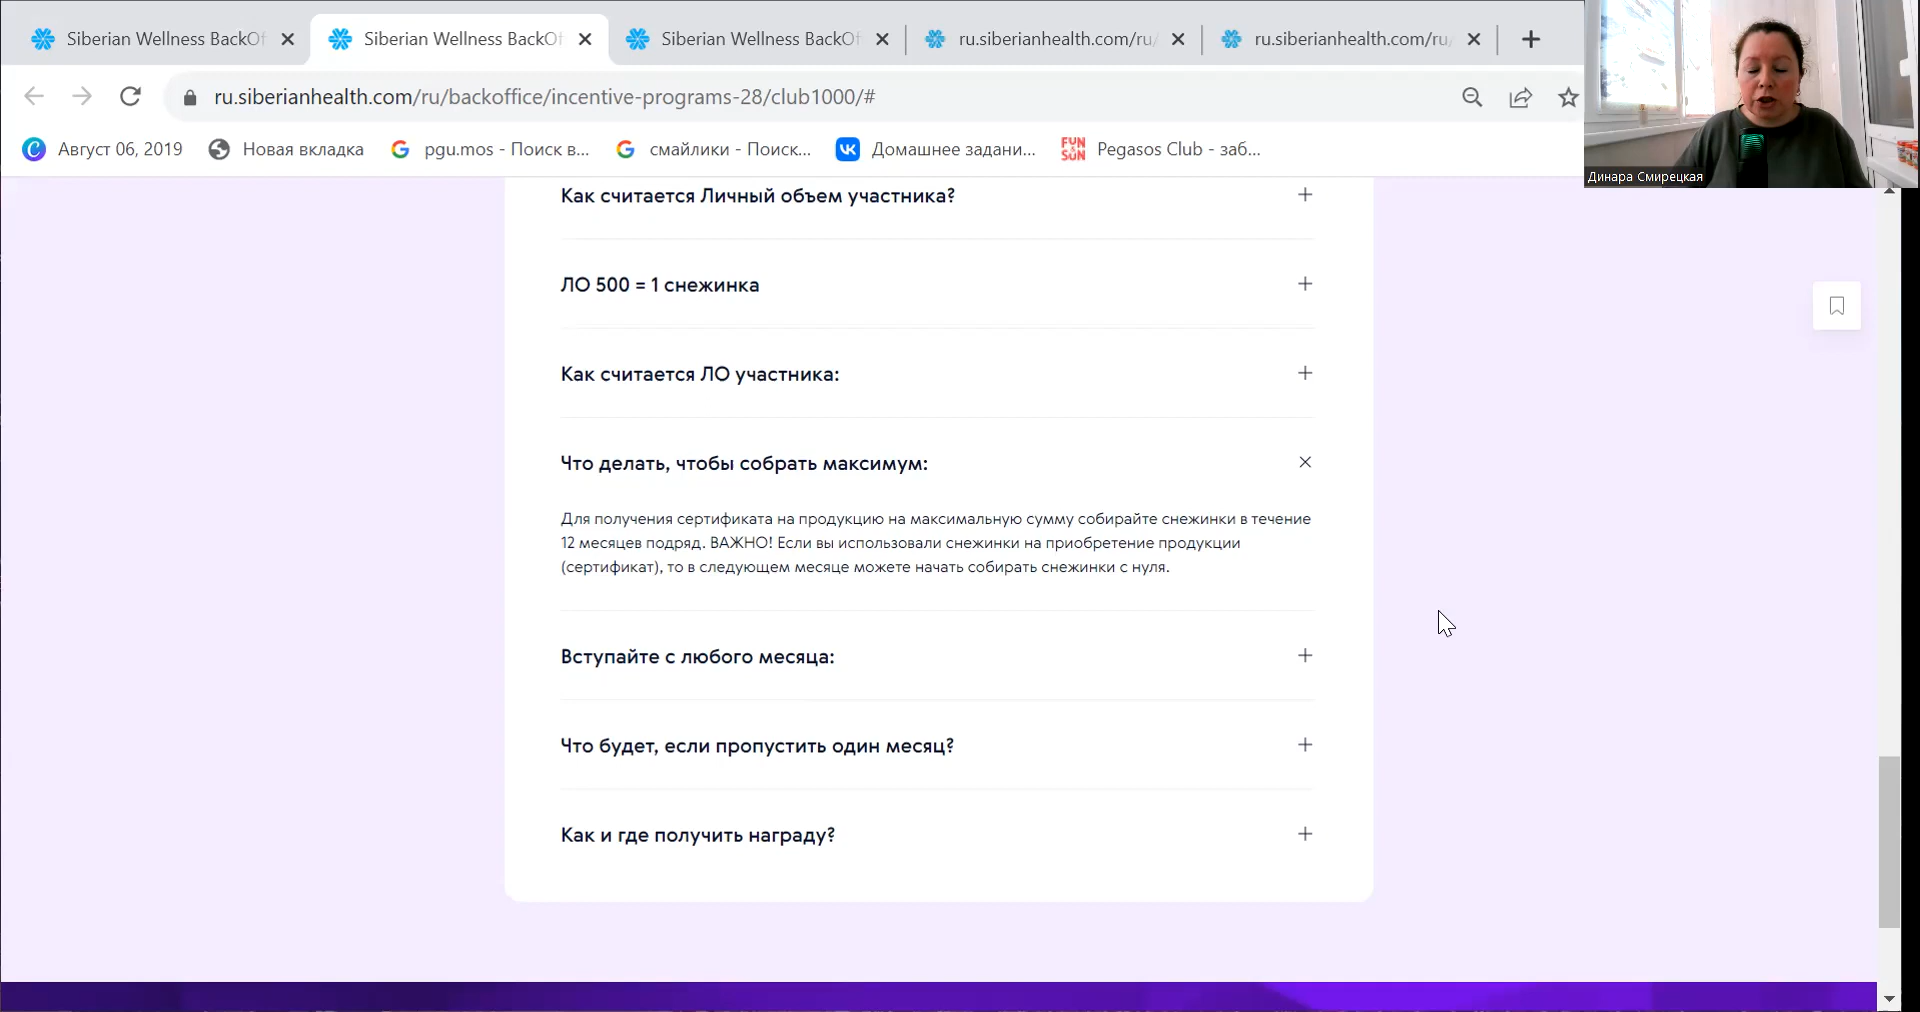 Siberian Wellness BackOf
Siberian Wellness BackOf
Siberian Wellness BackOf
ru.siberianhealth.com/ru/
ru.siberianhealth.com/ru/
ru.siberianhealth.com/ru/backoffice/incentive-programs-28/club1000/#
Август 06, 2019
Новая вкладка
pgu.mos - Поиск в...
смайлики - Поиск...
Домашнее задани...
FUN & SUN
Pegasos Club - заб...
Динара Смирецкая
Как считается Личный объем участника?
ЛО 500 = 1 снежинка
Как считается ЛО участника:
Что делать, чтобы собрать максимум:
Для получения сертификата на продукцию на максимальную сумму собирайте снежинки в течение
12 месяцев подряд. ВАЖНО! Если вы использовали снежинки на приобретение продукции
(сертификат), то в следующем месяце можете начать собирать снежинки с нуля.
Вступайте с любого месяца:
Что будет, если пропустить один месяц?
Как и где получить награду?